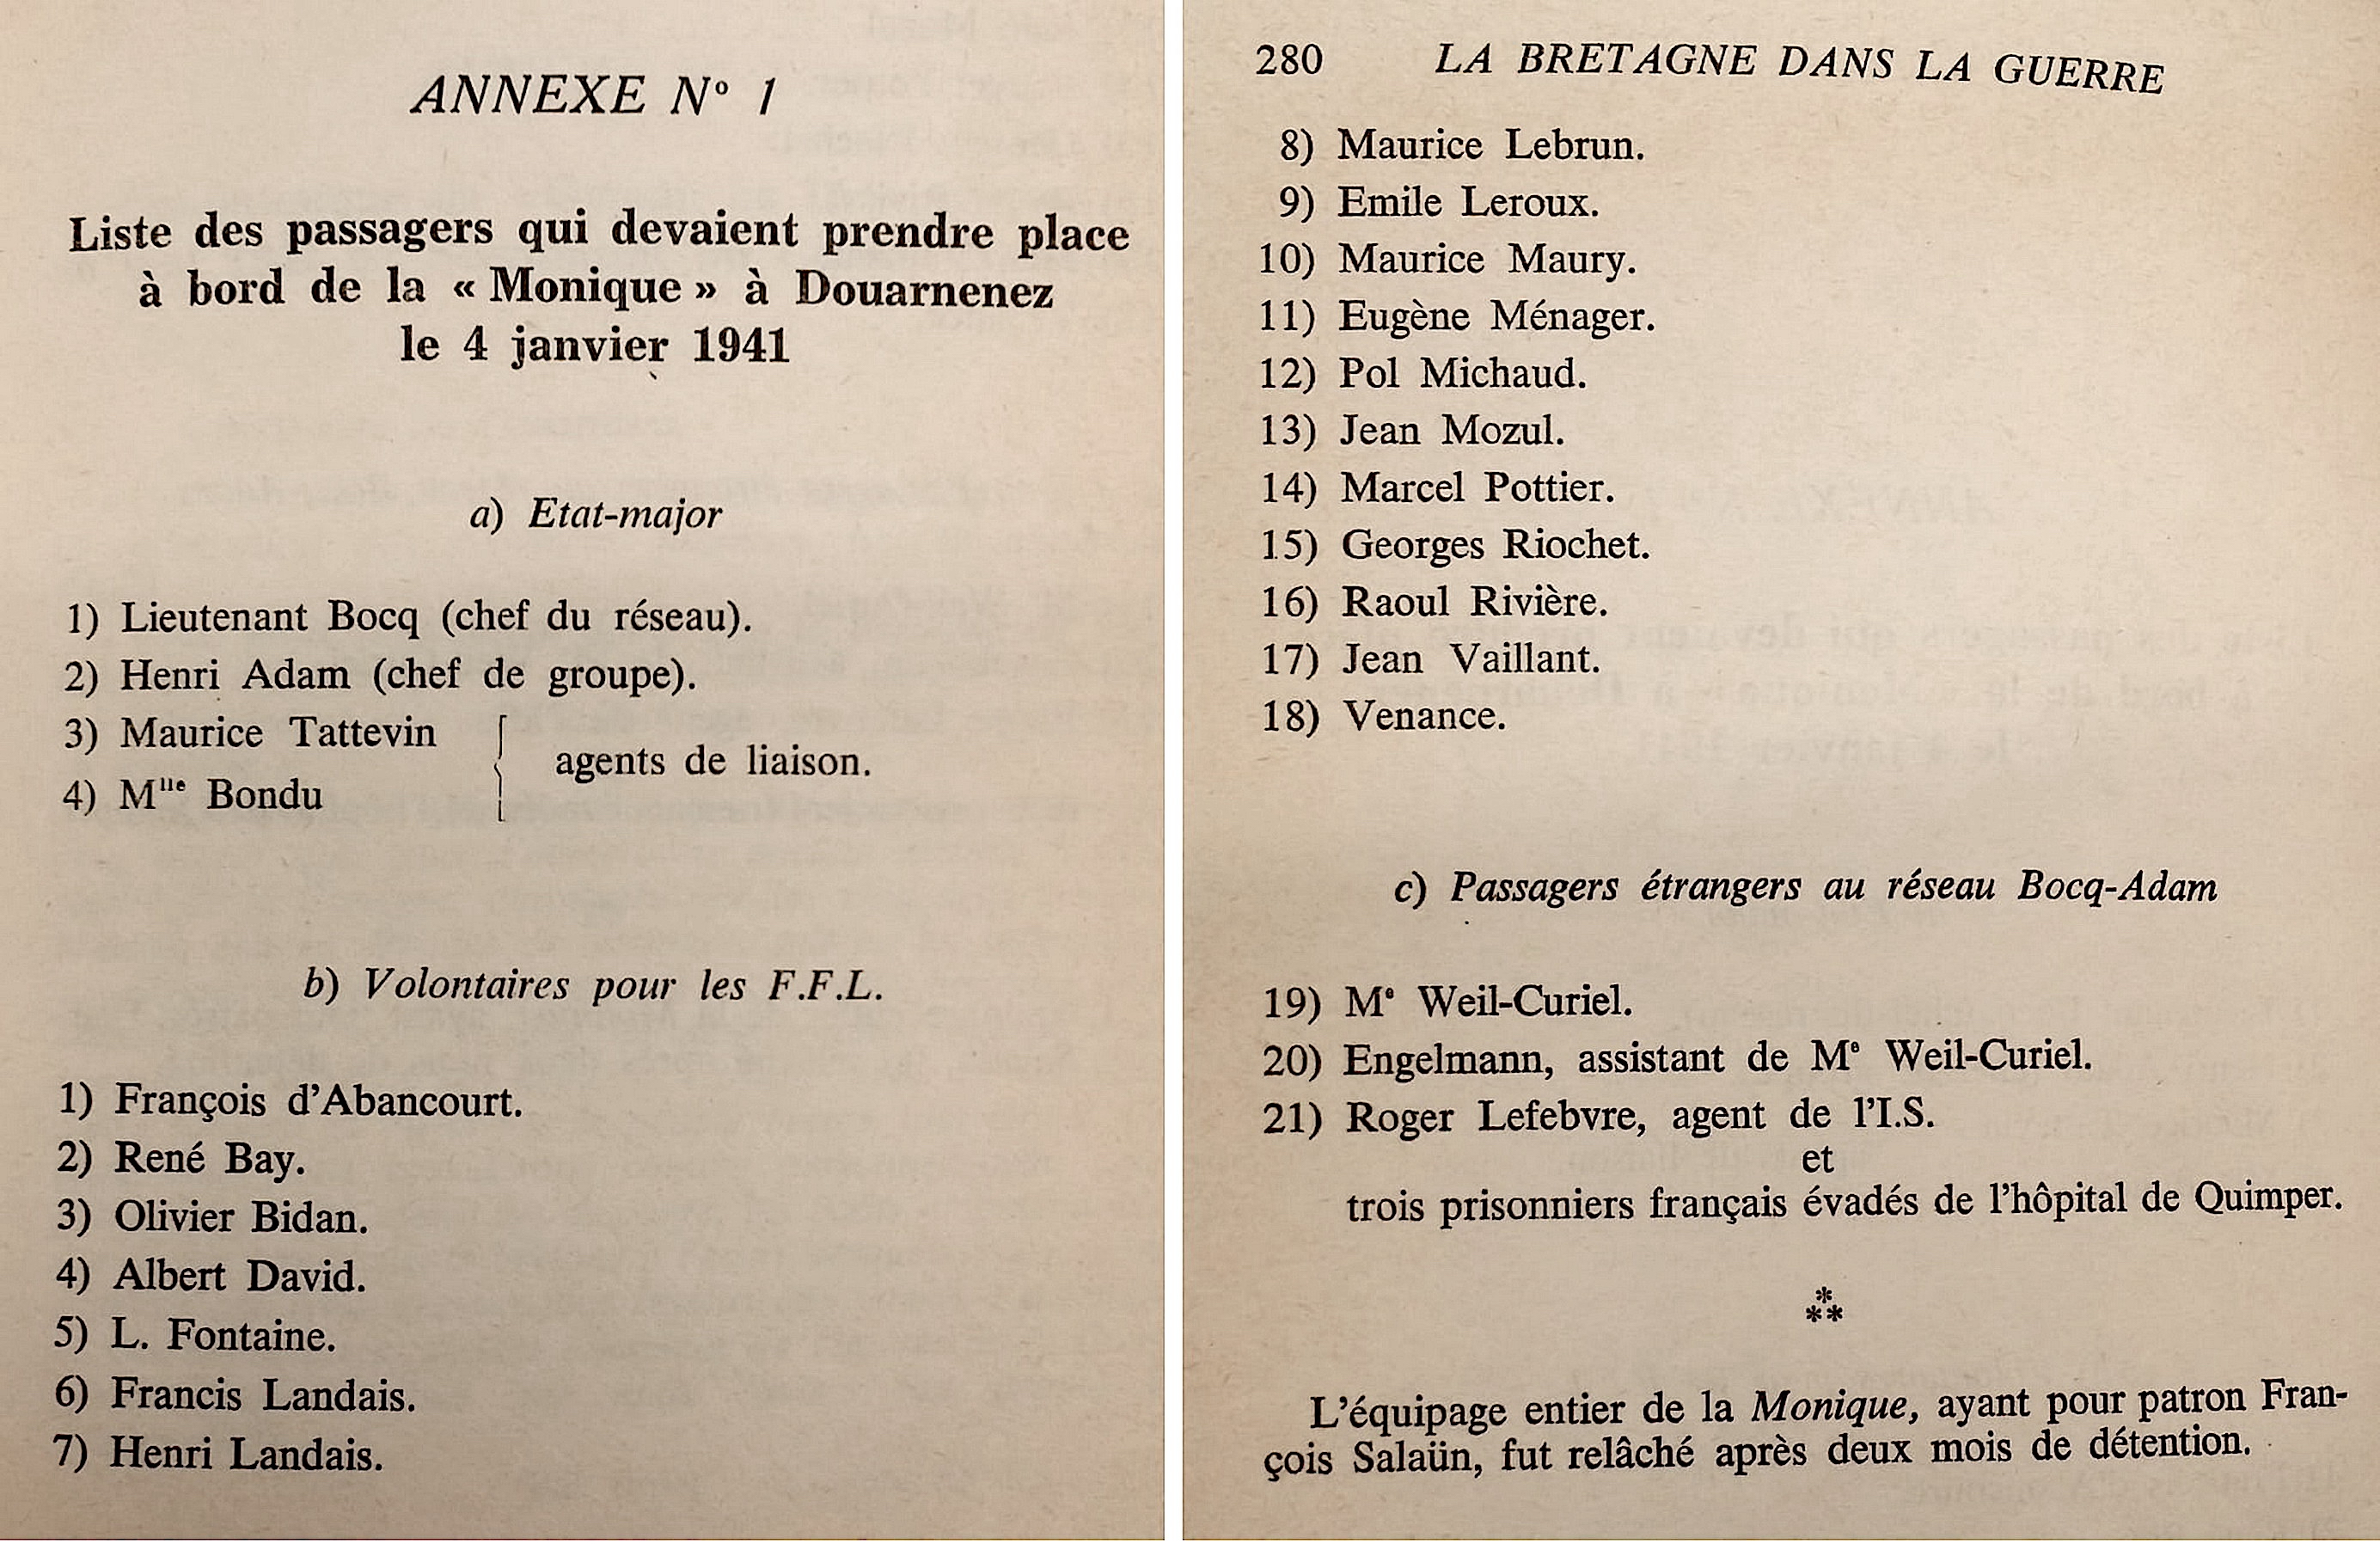 ANNEXE N° 1
Liste des passagers qui devaient prendre place
à bord de la « Monique » à Douarnenez
le 4 janvier 1941
a) Etat-major
1) Lieutenant Bocq (chef du réseau).
2) Henri Adam (chef de groupe).
3) Maurice Tattevin
4) Mlle Bondu
agents de liaison.
b) Volontaires pour les F.F.L.
1) François d'Abancourt.
2) René Bay.
3) Olivier Bidan.
4) Albert David.
5) L. Fontaine.
6) Francis Landais.
7) Henri Landais.
280 LA BRETAGNE DANS LA GUERRE
8) Maurice Lebrun.
9) Emile Leroux.
10) Maurice Maury.
11) Eugène Ménager.
12) Pol Michaud.
13) Jean Mozul.
14) Marcel Pottier.
15) Georges Riochet.
16) Raoul Rivière.
17) Jean Vaillant.
18) Venance.
c) Passagers étrangers au réseau Bocq-Adam
19) Me Weil-Curiel.
20) Engelmann, assistant de Me Weil-Curiel.
21) Roger Lefebvre, agent de l'I.S.
et
trois prisonniers français évadés de l'hôpital de Quimper.
*
**
L'équipage entier de la Monique, ayant pour patron Fran-
çois Salaün, fut relâché après deux mois de détention.